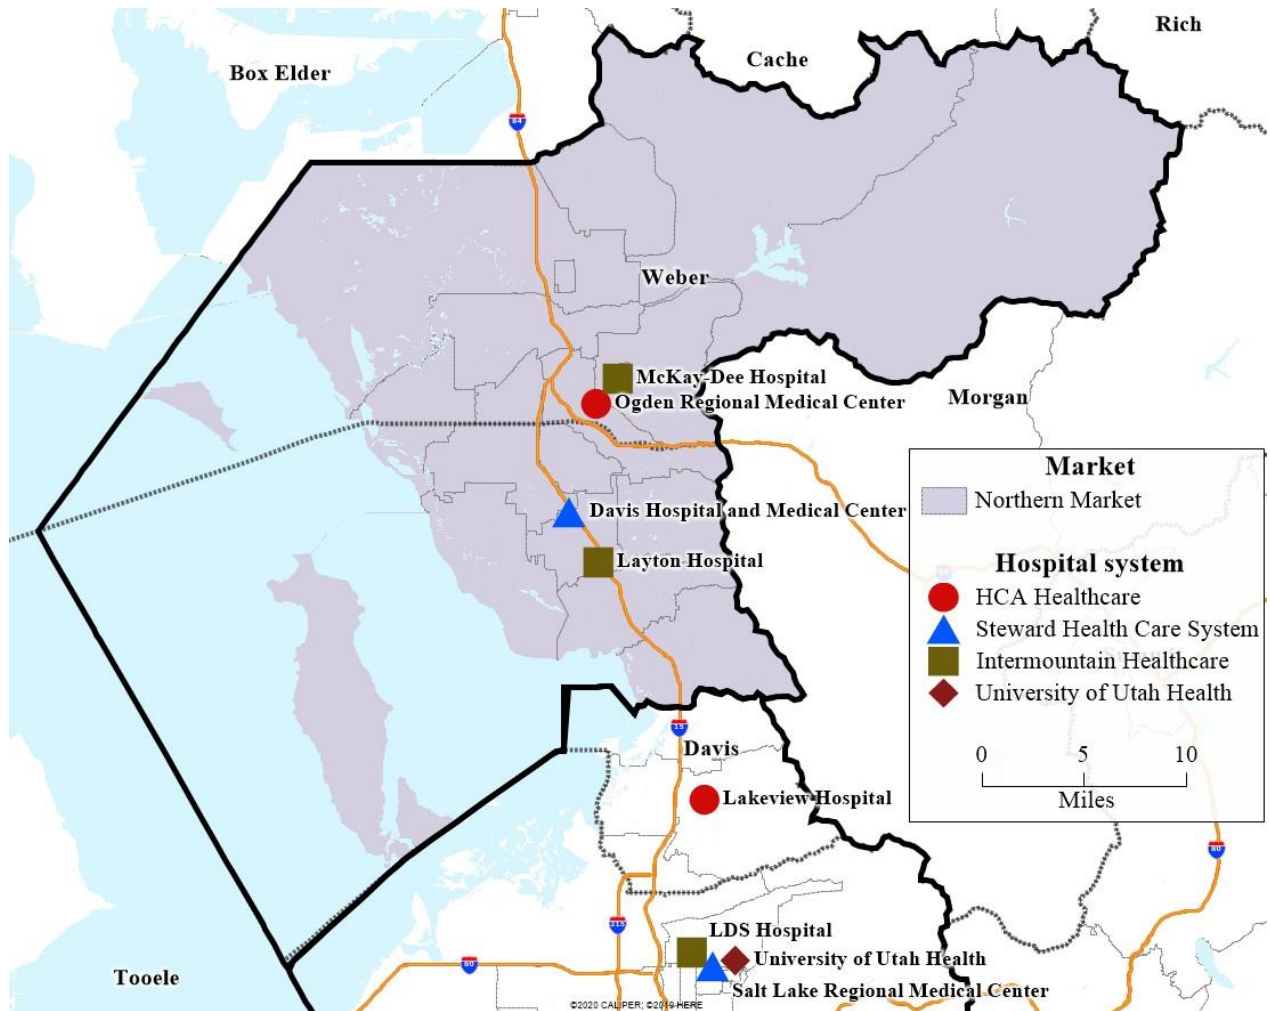 Rich
Cache
Box Elder
84
Weber
McKay-Dee Hospital
Ogden Regional Medical Center
Morgan
Market
Northern Market
Davis Hospital and Medical Center
Layton Hospital
Hospital system
HCA Healthcare
Steward Health Care System
Intermountain Healthcare
University of Utah Health
0 5 10
Miles
15
Davis
Lakeview Hospital
80
215
LDS Hospital
University of Utah Health
80
Tooele
Salt Lake Regional Medical Center
©2020 CALIPER; ©2019 HERE